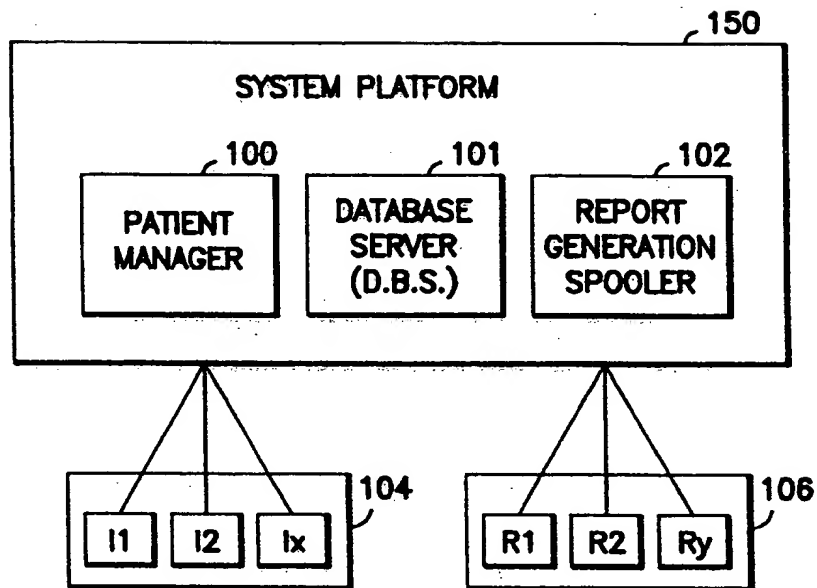 150
SYSTEM PLATFORM
100
101
102
PATIENT
MANAGER
DATABASE
SERVER
(D.B.S.)
REPORT
GENERATION
SPOOLER
104
I1
I2
Ix
106
R1
R2
Ry